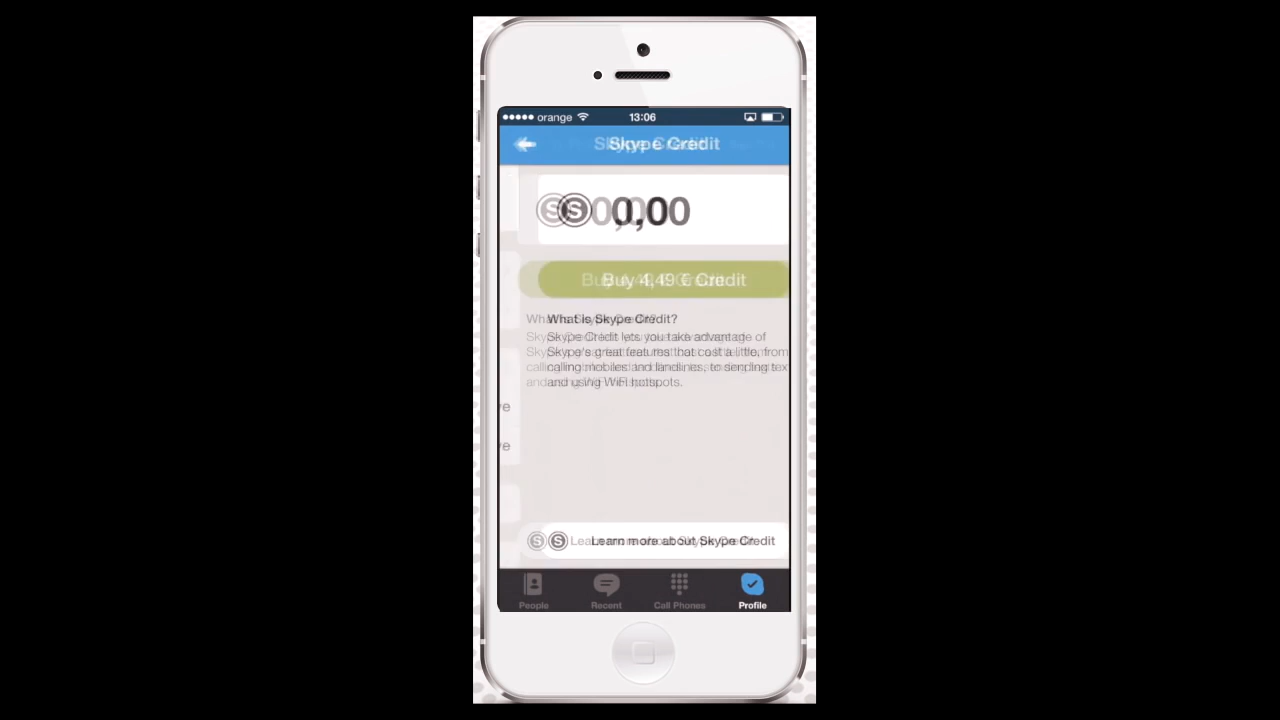 orange 13:06
Skype Credit
0,00
Buy 4,49 € Credit
What is Skype Credit?
Skype Credit lets you take advantage of
Skype's great features that cost a little, from
calling mobiles and landlines, to sending tex
and using WiFi hotspots.
ve
ve
Learn more about Skype Credit
People Recent Call Phones Profile